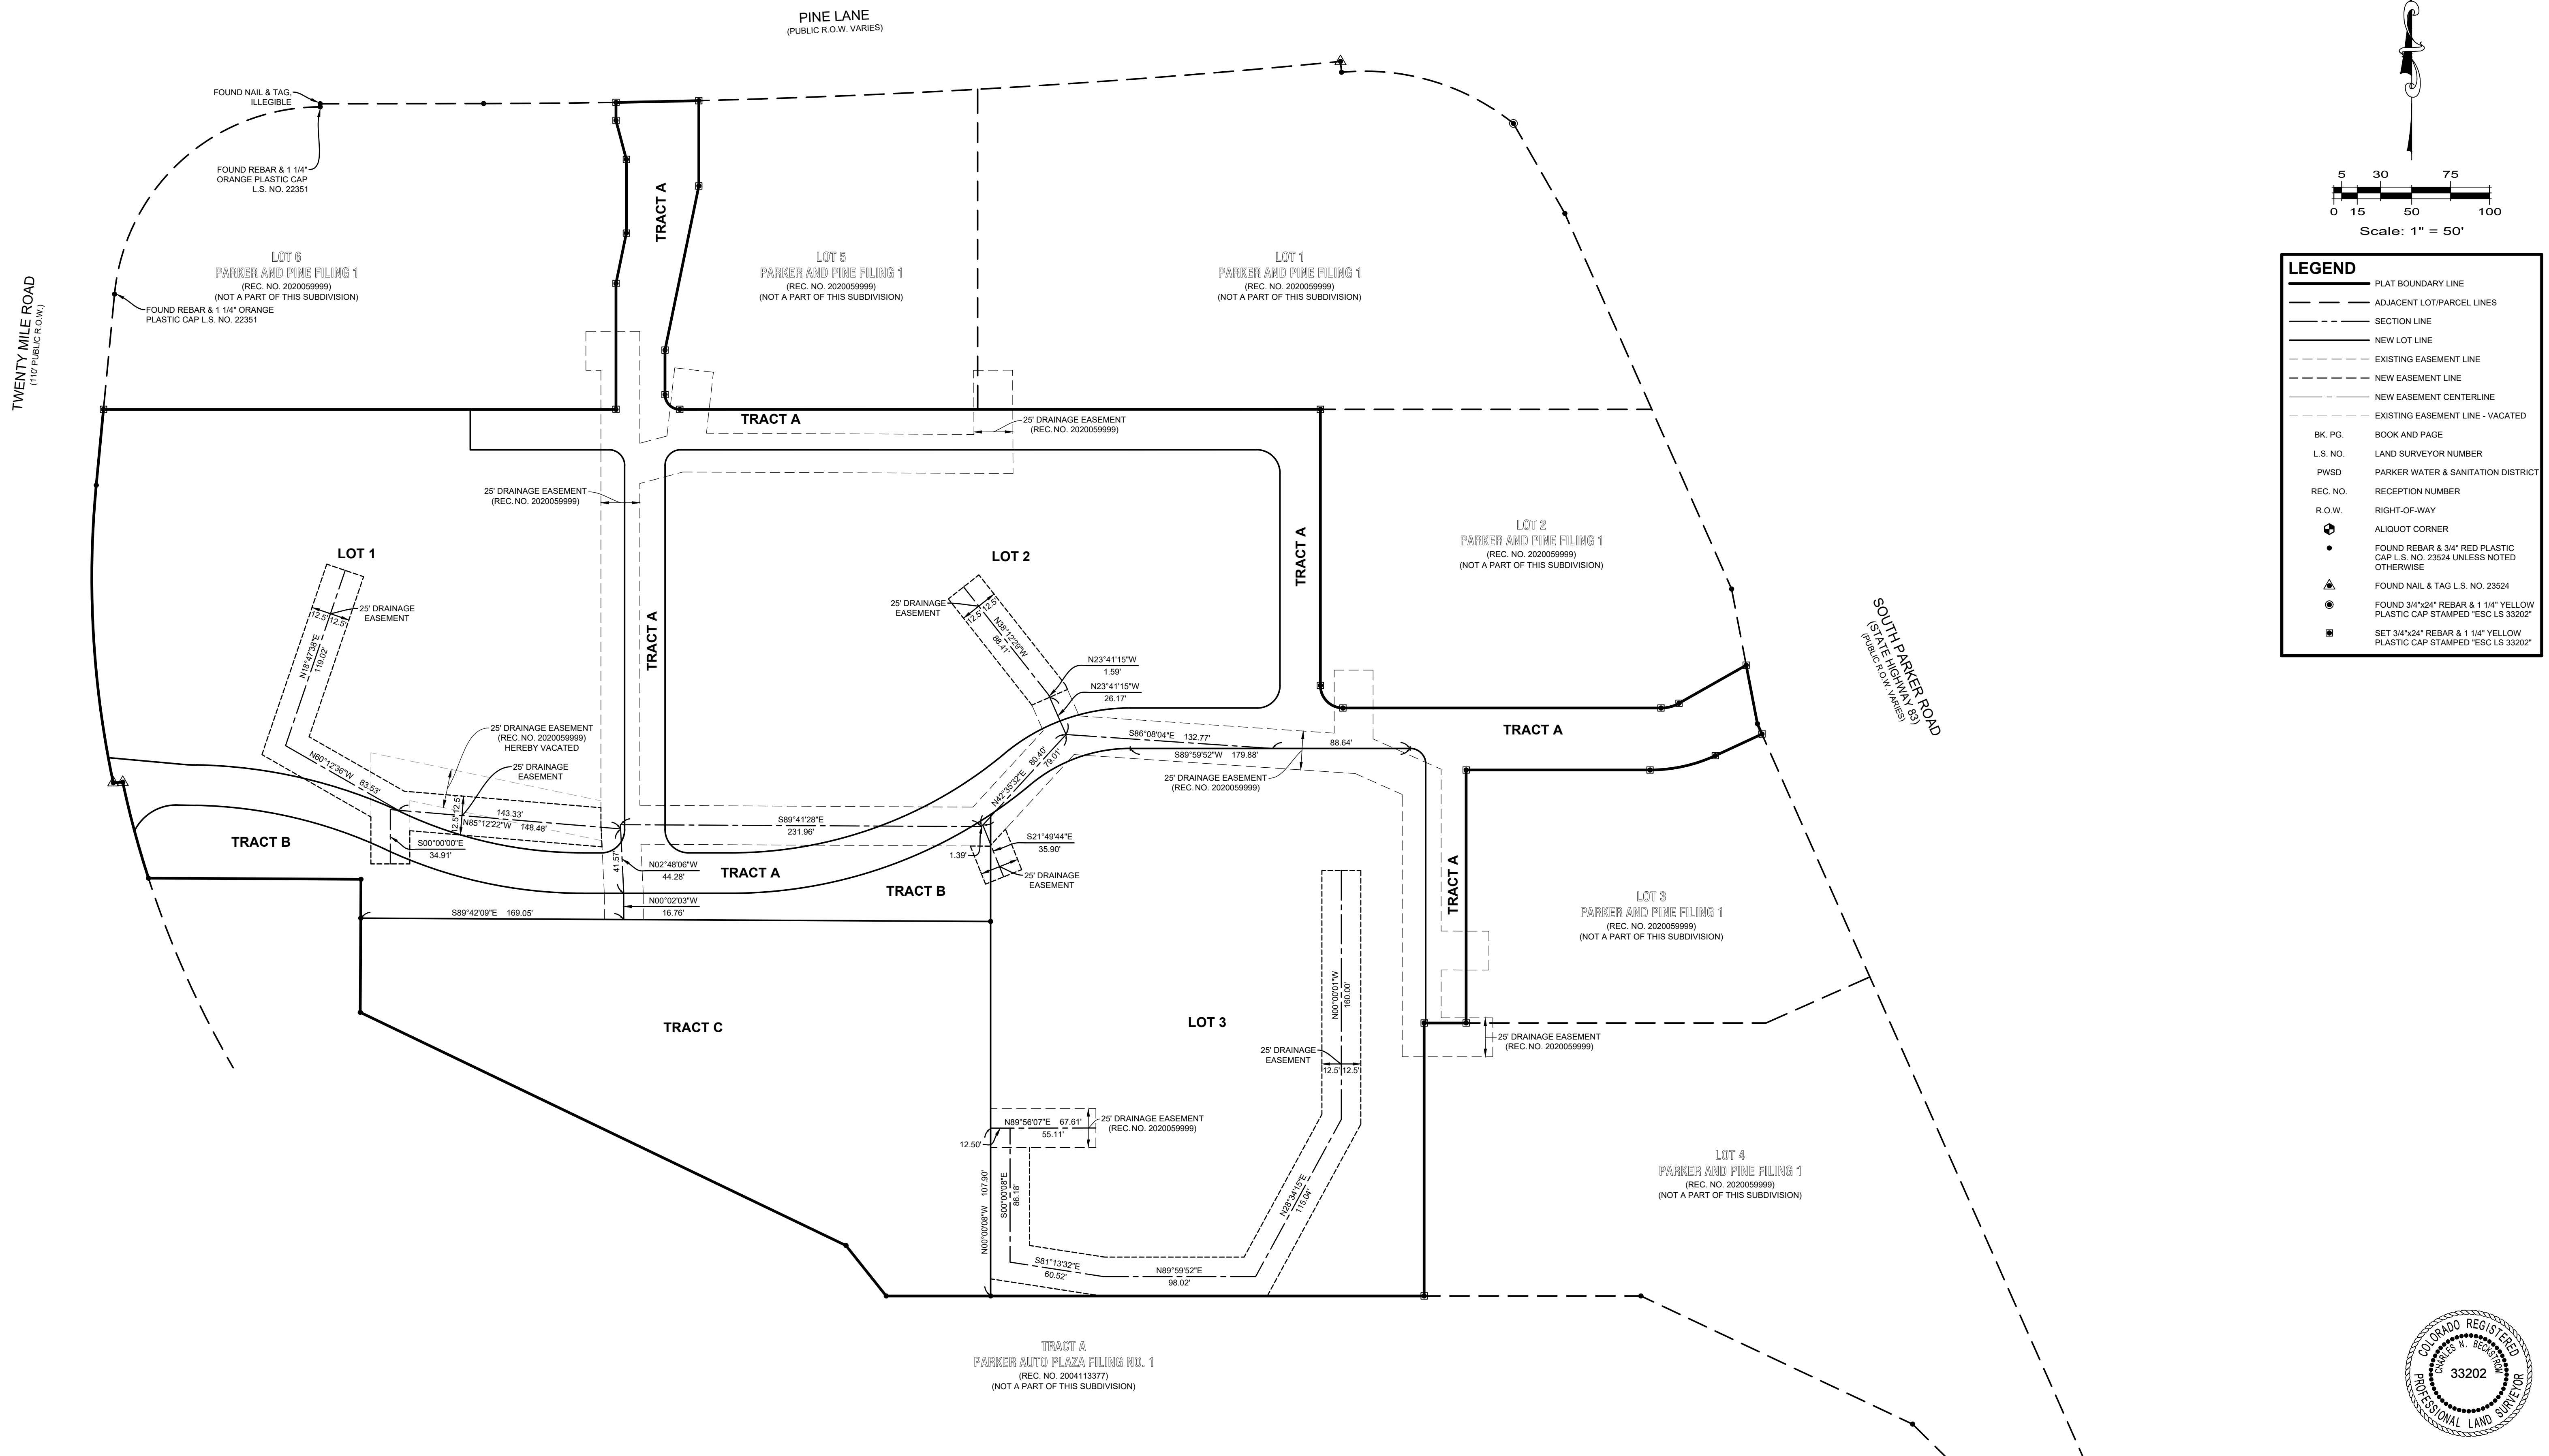 PINE LANE
(PUBLIC R.O.W. VARIES)
FOUND NAIL & TAG,
ILLEGIBLE
FOUND REBAR & 1 1/4"
ORANGE PLASTIC CAP
L.S. NO. 22351
TRACT A
LOT 6
PARKER AND PINE FILING 1
(REC. NO. 2020059999)
(NOT A PART OF THIS SUBDIVISION)
LOT 5
PARKER AND PINE FILING 1
(REC. NO. 2020059999)
(NOT A PART OF THIS SUBDIVISION)
LOT 1
PARKER AND PINE FILING 1
(REC. NO. 2020059999)
(NOT A PART OF THIS SUBDIVISION)
FOUND REBAR & 1 1/4" ORANGE
PLASTIC CAP L.S. NO. 22351
TWENTY MILE ROAD
(110' PUBLIC R.O.W.)
TRACT A
25' DRAINAGE EASEMENT
(REC. NO. 2020059999)
25' DRAINAGE EASEMENT
(REC. NO. 2020059999)
LOT 1
LOT 2
TRACT A
TRACT A
LOT 2
PARKER AND PINE FILING 1
(REC. NO. 2020059999)
(NOT A PART OF THIS SUBDIVISION)
25' DRAINAGE
EASEMENT
12.5' 12.5'
N18°47'38"E
119.02'
25' DRAINAGE
EASEMENT
12.5' 12.5'
N38°12'29"W
88.41'
N23°41'15"W
1.59'
N23°41'15"W
26.17'
SOUTH PARKER ROAD
(STATE HIGHWAY 83)
(PUBLIC R.O.W. VARIES)
25' DRAINAGE EASEMENT
(REC. NO. 2020059999)
HEREBY VACATED
25' DRAINAGE
EASEMENT
N60°12'36"W 83.53'
12.5' 12.5'
143.33'
N85°12'22"W 148.48'
S86°08'04"E 132.77'
88.64'
S89°59'52"W 179.88'
25' DRAINAGE EASEMENT
(REC. NO. 2020059999)
TRACT A
80.40'
N42°35'32"E 79.01'
S89°41'28"E
231.96'
TRACT B
S00°00'00"E
34.91'
41.57'
N02°48'06"W
44.28'
TRACT A
1.39'
S21°49'44"E
35.90'
25' DRAINAGE
EASEMENT
TRACT B
N00°02'03"W
16.76'
S89°42'09"E 169.05'
TRACT A
LOT 3
PARKER AND PINE FILING 1
(REC. NO. 2020059999)
(NOT A PART OF THIS SUBDIVISION)
TRACT C
LOT 3
N00°00'01"W
160.00'
25' DRAINAGE
EASEMENT
12.5' 12.5'
25' DRAINAGE EASEMENT
(REC. NO. 2020059999)
N89°56'07"E 67.61'
55.11'
12.50'
25' DRAINAGE EASEMENT
(REC. NO. 2020059999)
N00°00'08"W 107.90'
S00°00'08"E
86.18'
S81°13'32"E
60.52'
N89°59'52"E
98.02'
N28°34'15"E
115.04'
LOT 4
PARKER AND PINE FILING 1
(REC. NO. 2020059999)
(NOT A PART OF THIS SUBDIVISION)
TRACT A
PARKER AUTO PLAZA FILING NO. 1
(REC. NO. 2004113377)
(NOT A PART OF THIS SUBDIVISION)
5 30 75
0 15 50 100
Scale: 1" = 50'
LEGEND
PLAT BOUNDARY LINE
ADJACENT LOT/PARCEL LINES
SECTION LINE
NEW LOT LINE
EXISTING EASEMENT LINE
NEW EASEMENT LINE
NEW EASEMENT CENTERLINE
EXISTING EASEMENT LINE - VACATED
BK. PG. BOOK AND PAGE
L.S. NO. LAND SURVEYOR NUMBER
PWSD PARKER WATER & SANITATION DISTRICT
REC. NO. RECEPTION NUMBER
R.O.W. RIGHT-OF-WAY
ALIQUOT CORNER
FOUND REBAR & 3/4" RED PLASTIC
CAP L.S. NO. 23524 UNLESS NOTED
OTHERWISE
FOUND NAIL & TAG L.S. NO. 23524
FOUND 3/4"x24" REBAR & 1 1/4" YELLOW
PLASTIC CAP STAMPED "ESC LS 33202"
SET 3/4"x24" REBAR & 1 1/4" YELLOW
PLASTIC CAP STAMPED "ESC LS 33202"
COLORADO REGISTERED
CHARLES N. BECKSTROM
33202
PROFESSIONAL LAND SURVEYOR